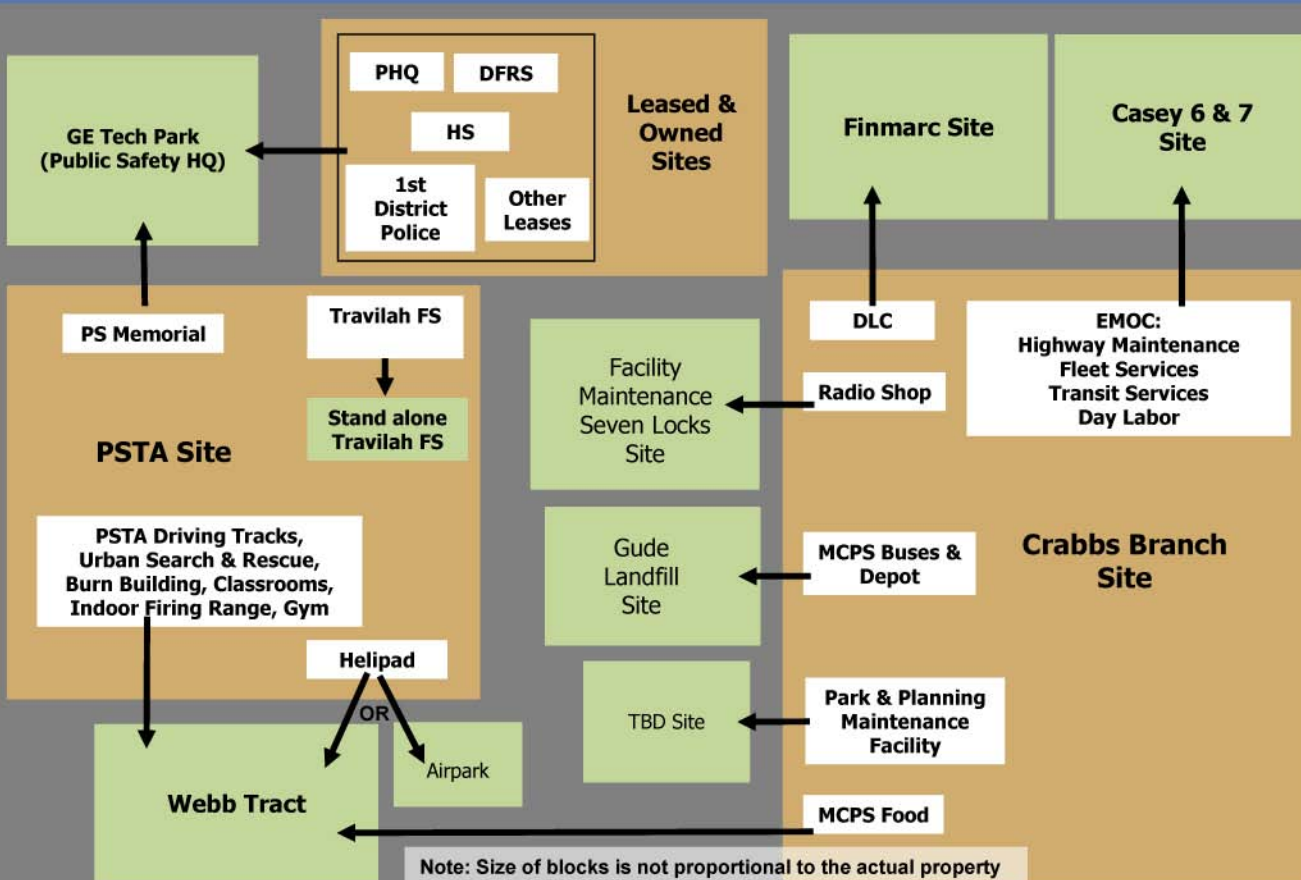 GE Tech Park
(Public Safety HQ)
PHQ
DFRS
HS
1st
District
Police
Other
Leases
Leased &
Owned
Sites
Finmarc Site
Casey 6 & 7
Site
PS Memorial
Travilah FS
Stand alone
Travilah FS
PSTA Site
PSTA Driving Tracks,
Urban Search & Rescue,
Burn Building, Classrooms,
Indoor Firing Range, Gym
Helipad
OR
Airpark
Webb Tract
Facility
Maintenance
Seven Locks
Site
Gude
Landfill
Site
TBD Site
DLC
Radio Shop
EMOC:
Highway Maintenance
Fleet Services
Transit Services
Day Labor
MCPS Buses &
Depot
Crabbs Branch
Site
Park & Planning
Maintenance
Facility
MCPS Food
Note: Size of blocks is not proportional to the actual property